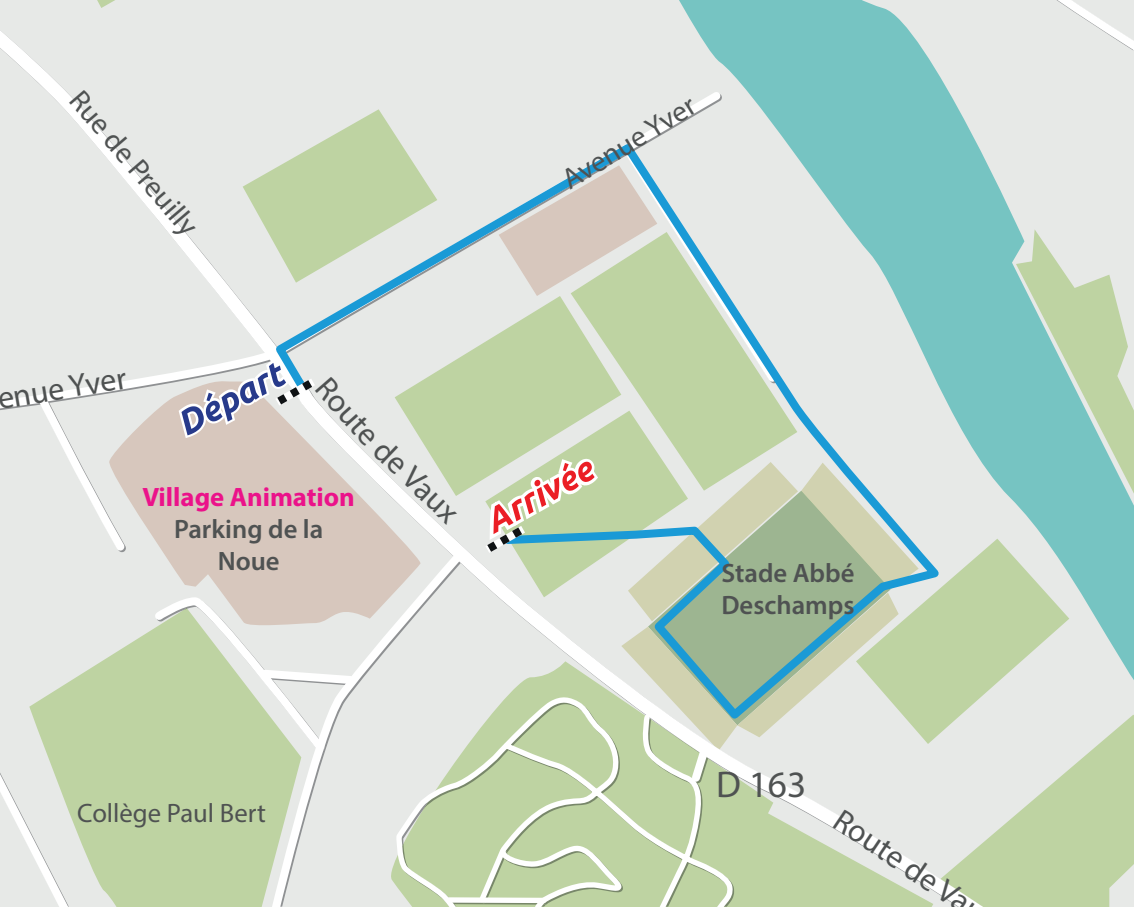 Rue de Preuilly
Avenue Yver
enue Yver
Départ
Route de Vaux
Village Animation
Parking de la
Noue
Arrivée
Stade Abbé
Deschamps
Collège Paul Bert
D 163
Route de Vau